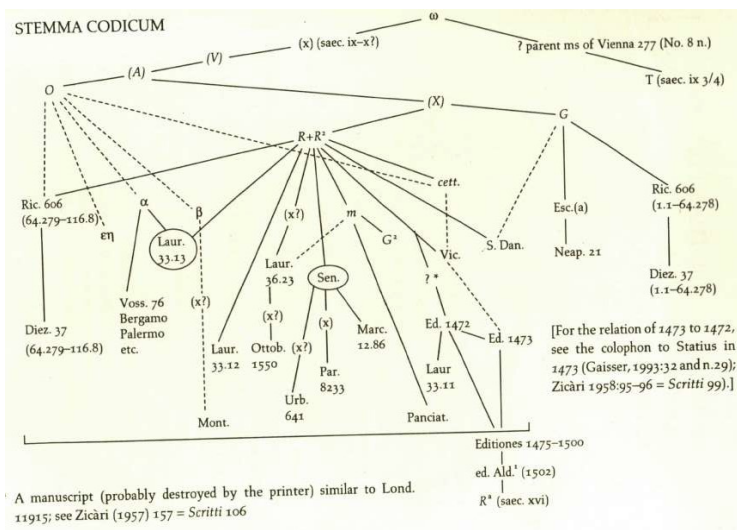 STEMMA CODICUM
ω
(x) (saec. ix–x?)
? parent ms of Vienna 277 (No. 8 n.)
(V)
(A)
T (saec. ix 3/4)
O
(X)
G
R+R²
cett.
Ric. 606
(64.279–116.8)
α
β
εη
Laur.
33.13
(x?)
m
G²
Esc.(a)
Ric. 606
(1.1–64.278)
Laur.
36.23
Sen.
Vic.
S. Dan.
Neap. 21
? *
Voss. 76
Bergamo
Palermo
etc.
(x?)
Diez. 37
(64.279–116.8)
Diez. 37
(1.1–64.278)
(x?)
(x)
Marc.
12.86
Ed. 1472
Ed. 1473
Laur.
33.12
Ottob.
1550
(x?)
Par.
8233
Laur
33.11
[For the relation of 1473 to 1472,
see the colophon to Statius in
1473 (Gaisser, 1993:32 and n.29);
Zicàri 1958:95–96 = Scritti 99).]
Urb.
641
Mont.
Panciat.
Editiones 1475–1500
ed. Ald.¹ (1502)
A manuscript (probably destroyed by the printer) similar to Lond.
11915; see Zicàri (1957) 157 = Scritti 106